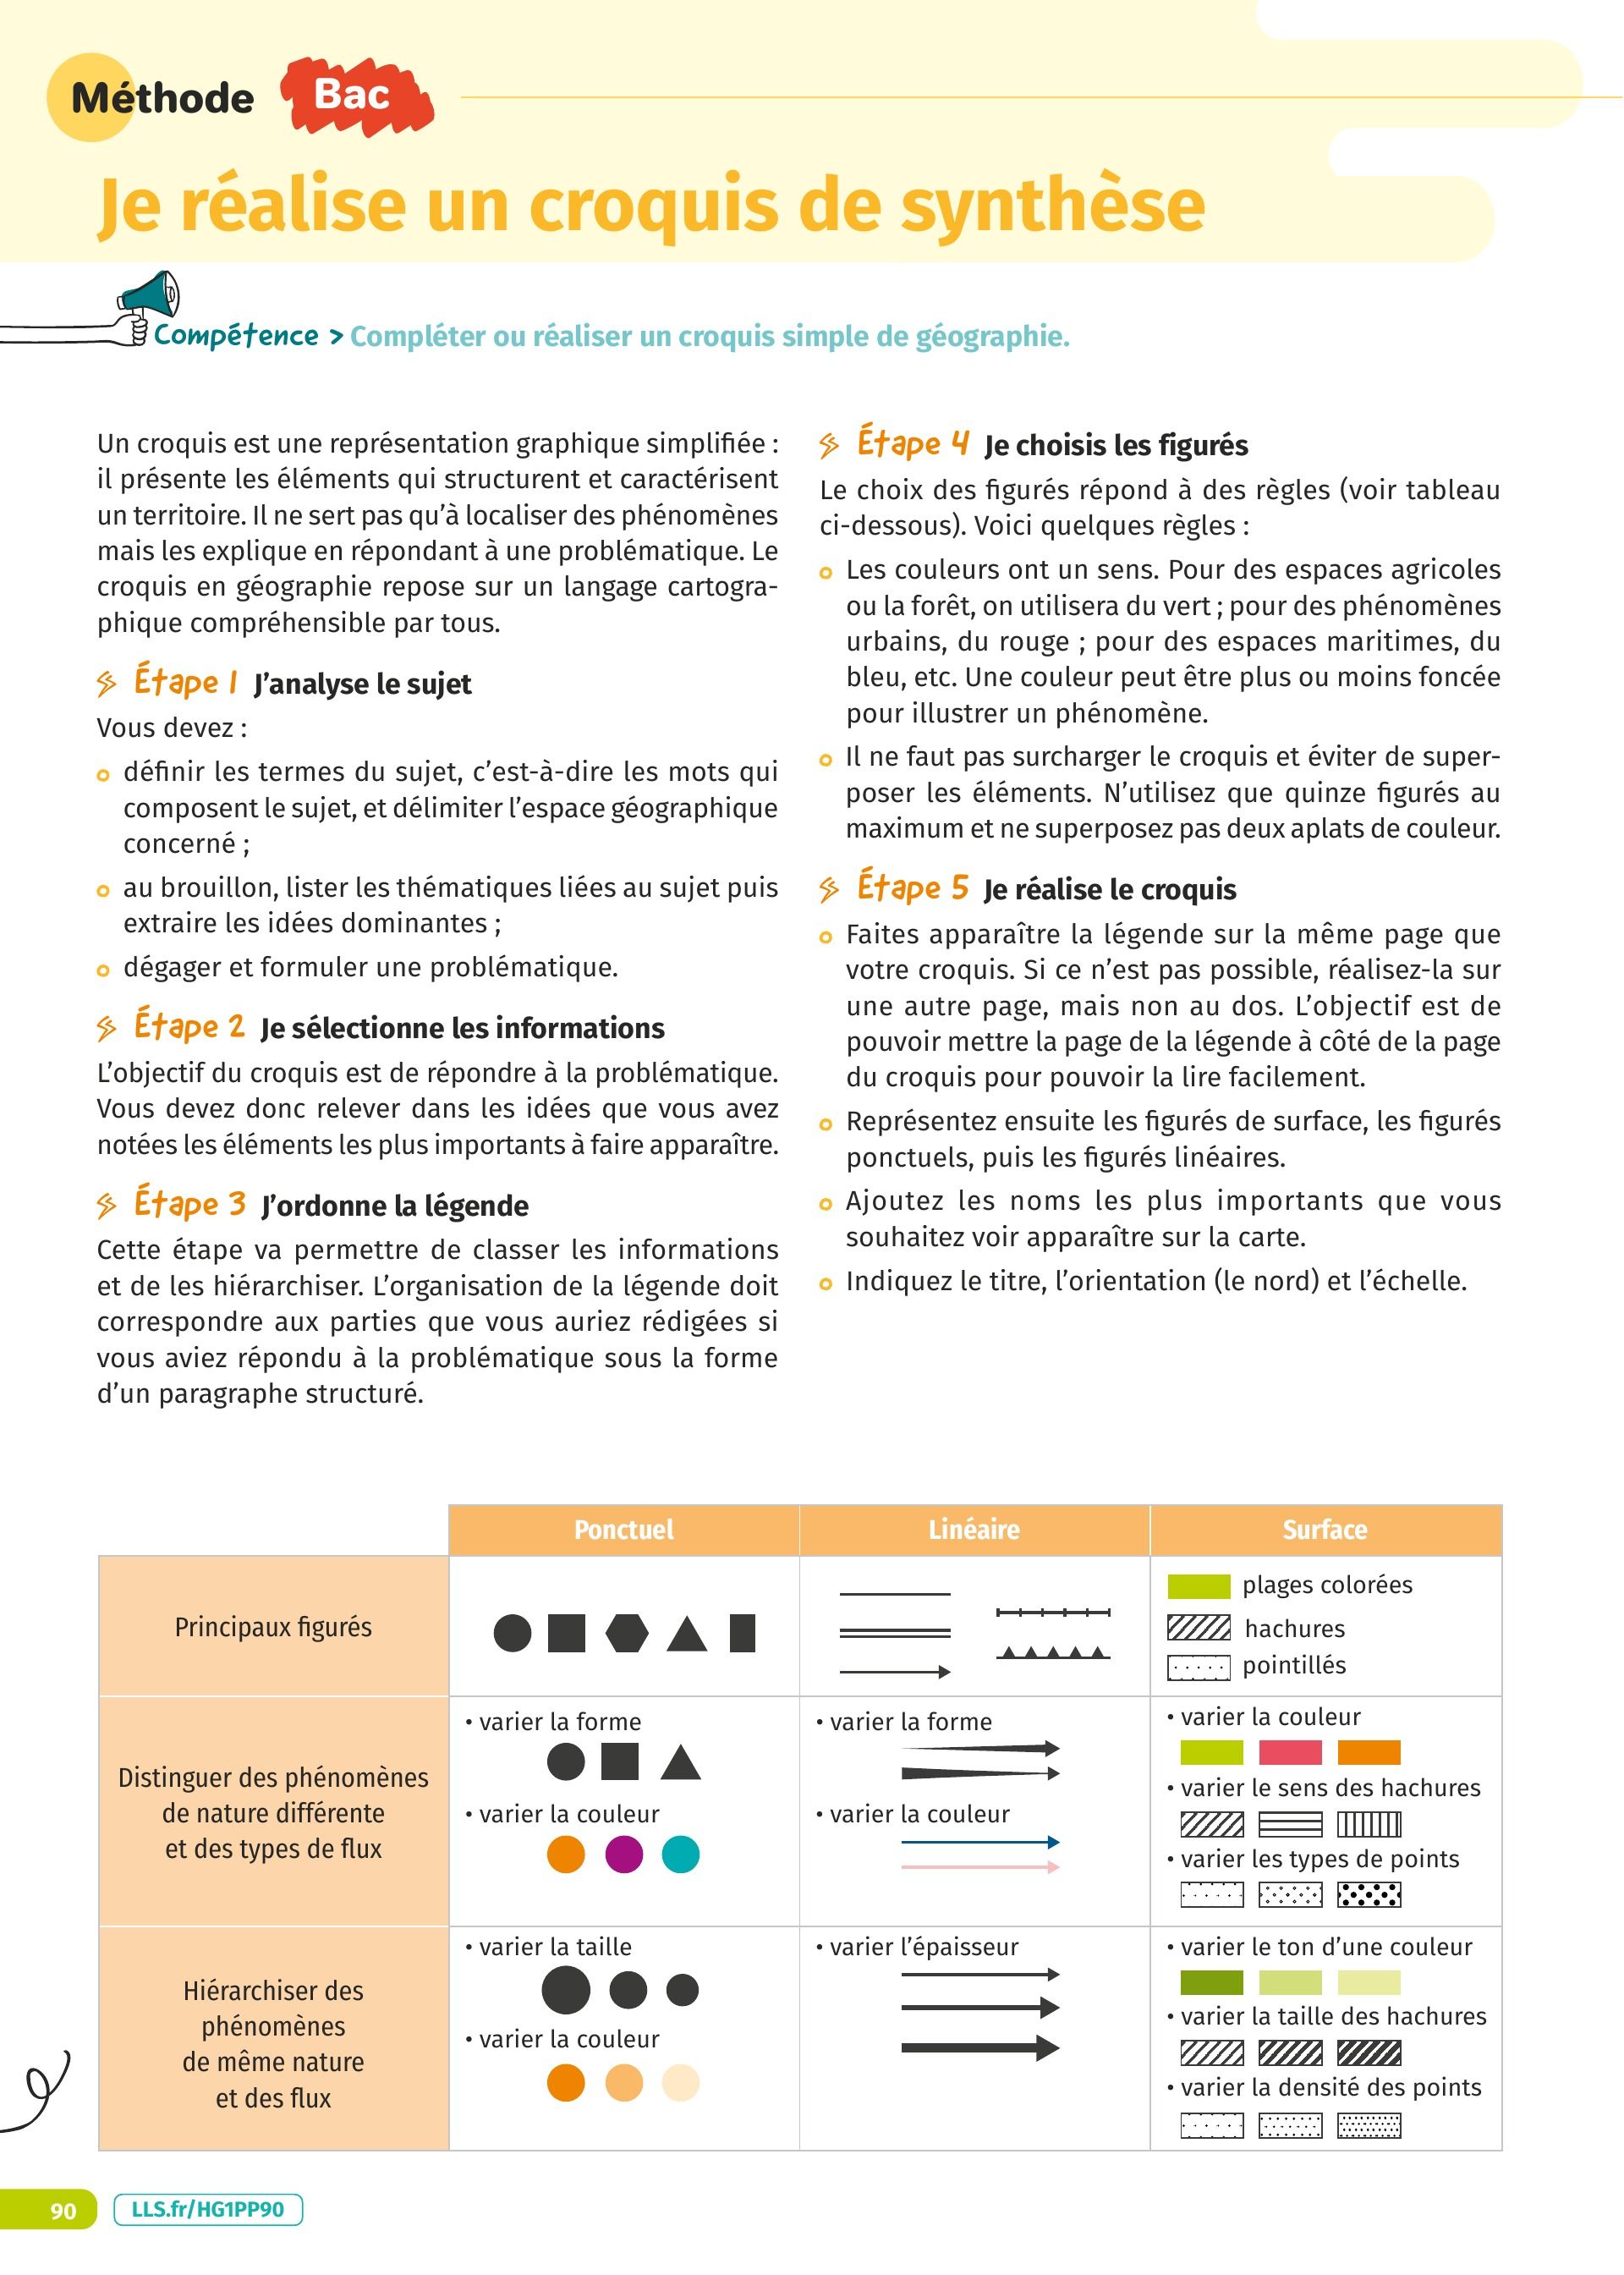 Méthode Bac
Je réalise un croquis de synthèse
Compétence > Compléter ou réaliser un croquis simple de géographie.
Un croquis est une représentation graphique simplifiée :
il présente les éléments qui structurent et caractérisent
un territoire. Il ne sert pas qu’à localiser des phénomènes
mais les explique en répondant à une problématique. Le
croquis en géographie repose sur un langage cartogra-
phique compréhensible par tous.
Étape 1 J’analyse le sujet
Vous devez :
définir les termes du sujet, c’est-à-dire les mots qui
composent le sujet, et délimiter l’espace géographique
concerné ;
au brouillon, lister les thématiques liées au sujet puis
extraire les idées dominantes ;
dégager et formuler une problématique.
Étape 2 Je sélectionne les informations
L’objectif du croquis est de répondre à la problématique.
Vous devez donc relever dans les idées que vous avez
notées les éléments les plus importants à faire apparaître.
Étape 3 J’ordonne la légende
Cette étape va permettre de classer les informations
et de les hiérarchiser. L’organisation de la légende doit
correspondre aux parties que vous auriez rédigées si
vous aviez répondu à la problématique sous la forme
d’un paragraphe structuré.
Étape 4 Je choisis les figurés
Le choix des figurés répond à des règles (voir tableau
ci-dessous). Voici quelques règles :
Les couleurs ont un sens. Pour des espaces agricoles
ou la forêt, on utilisera du vert ; pour des phénomènes
urbains, du rouge ; pour des espaces maritimes, du
bleu, etc. Une couleur peut être plus ou moins foncée
pour illustrer un phénomène.
Il ne faut pas surcharger le croquis et éviter de super-
poser les éléments. N’utilisez que quinze figurés au
maximum et ne superposez pas deux aplats de couleur.
Étape 5 Je réalise le croquis
Faites apparaître la légende sur la même page que
votre croquis. Si ce n’est pas possible, réalisez-la sur
une autre page, mais non au dos. L’objectif est de
pouvoir mettre la page de la légende à côté de la page
du croquis pour pouvoir la lire facilement.
Représentez ensuite les figurés de surface, les figurés
ponctuels, puis les figurés linéaires.
Ajoutez les noms les plus importants que vous
souhaitez voir apparaître sur la carte.
Indiquez le titre, l’orientation (le nord) et l’échelle.
Ponctuel Linéaire Surface
Principaux figurés
plages colorées
hachures
pointillés
Distinguer des phénomènes
de nature différente
et des types de flux
• varier la forme
• varier la couleur
• varier la forme
• varier la couleur
• varier la couleur
• varier le sens des hachures
• varier les types de points
Hiérarchiser des
phénomènes
de même nature
et des flux
• varier la taille
• varier la couleur
• varier l’épaisseur
• varier le ton d’une couleur
• varier la taille des hachures
• varier la densité des points
90
LLS.fr/HG1PP90